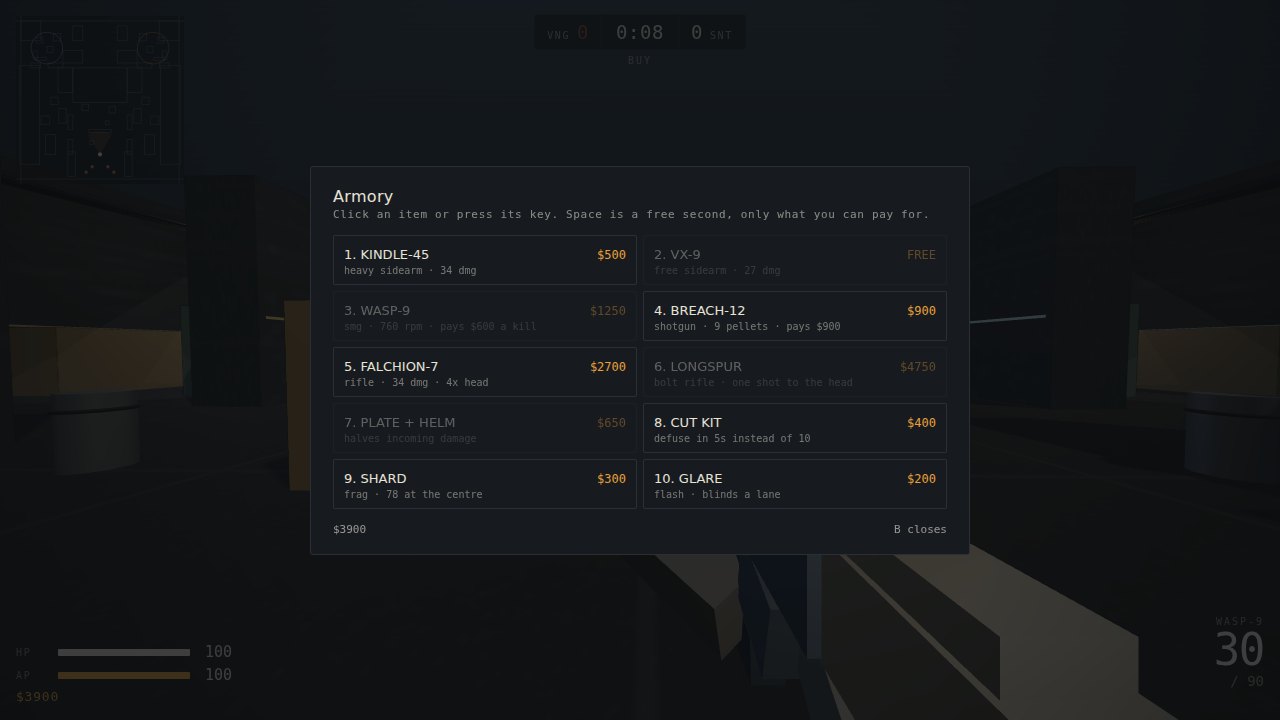 VNG 0 0:08 0 SNT
BUY
Armory
Click an item or press its key. Space is a free second, only what you can pay for.
1. KINDLE-45 $500
heavy sidearm · 34 dmg
2. VX-9 FREE
free sidearm · 27 dmg
3. WASP-9 $1250
smg · 760 rpm · pays $600 a kill
4. BREACH-12 $900
shotgun · 9 pellets · pays $900
5. FALCHION-7 $2700
rifle · 34 dmg · 4x head
6. LONGSPUR $4750
bolt rifle · one shot to the head
7. PLATE + HELM $650
halves incoming damage
8. CUT KIT $400
defuse in 5s instead of 10
9. SHARD $300
frag · 78 at the centre
10. GLARE $200
flash · blinds a lane
$3900 B closes
HP 100
AP 100
$3900
WASP-9
30
/ 90